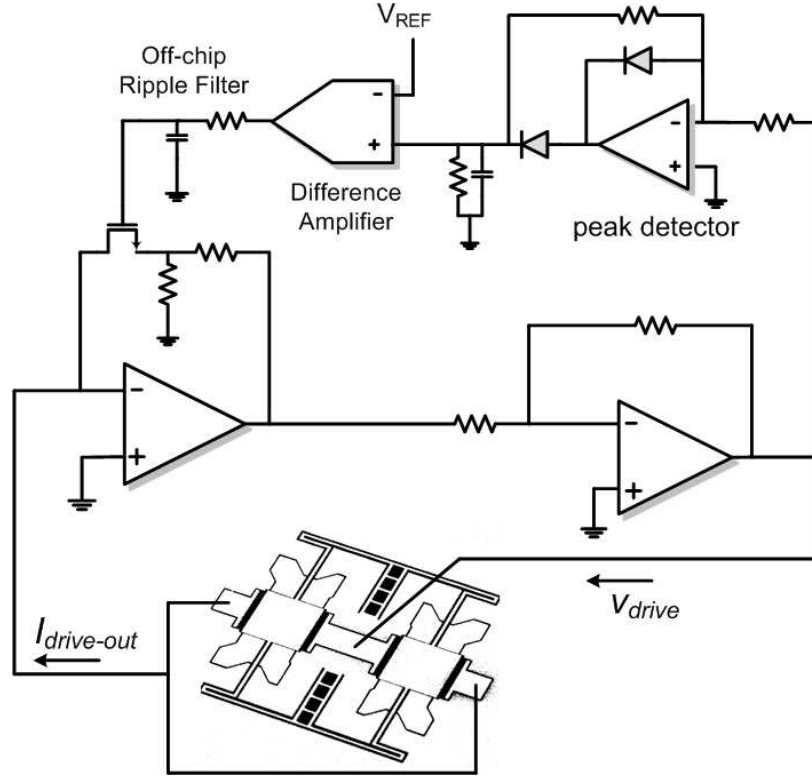 V_REF
Off-chip
Ripple Filter
-
+
-
+
Difference
Amplifier
peak detector
-
+
-
+
I_drive-out
v_drive